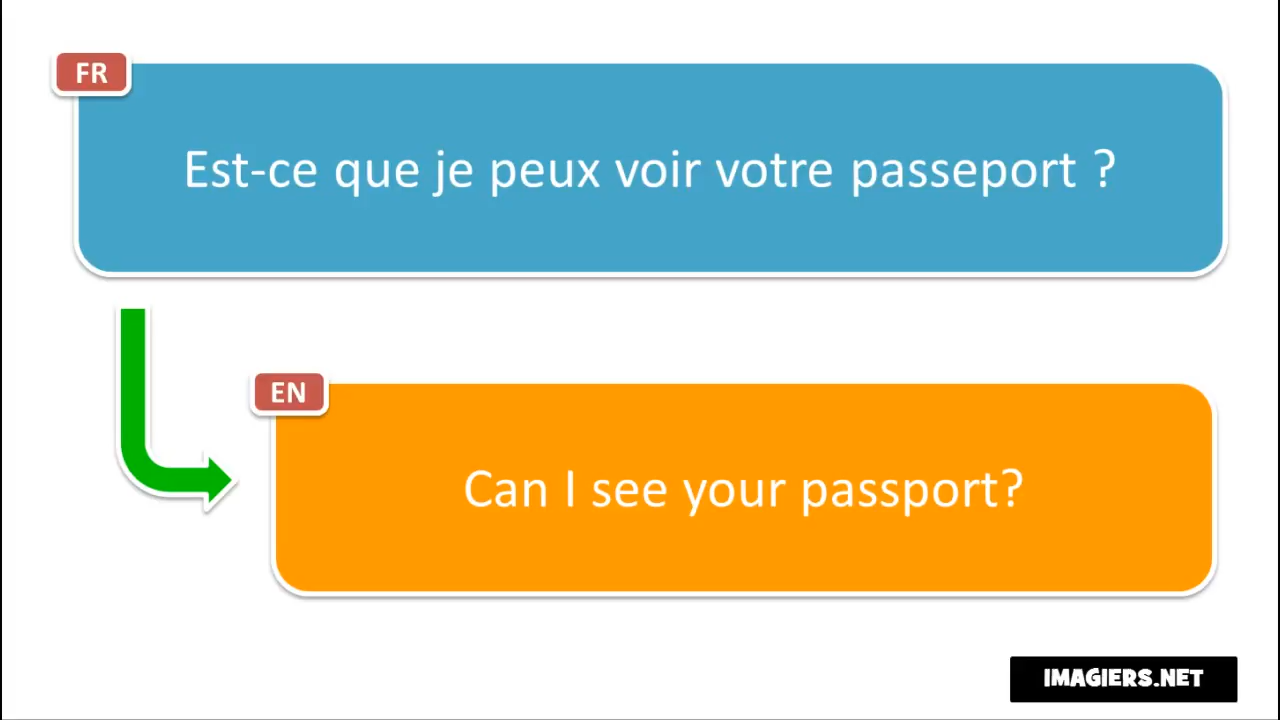 FR
Est-ce que je peux voir votre passeport ?
EN
Can I see your passport?
IMAGIERS.NET